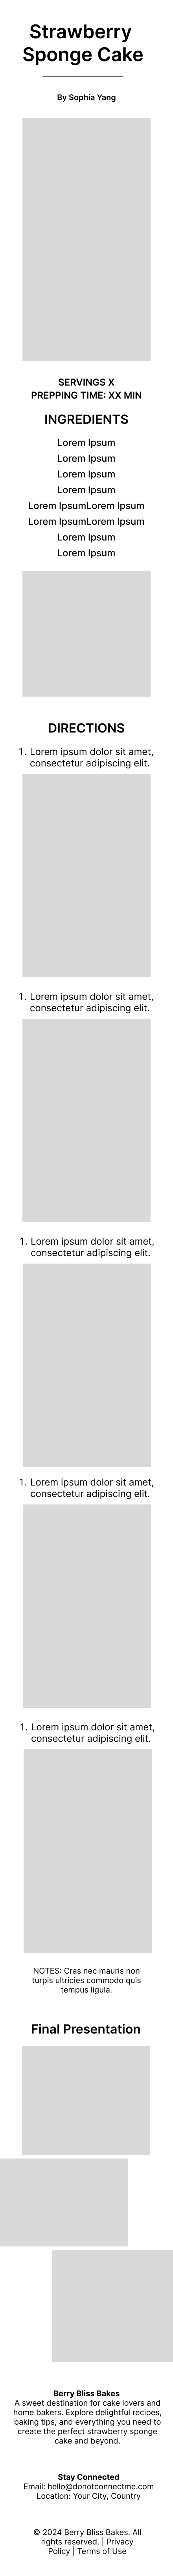 Strawberry
Sponge Cake
By Sophia Yang
SERVINGS X
PREPPING TIME: XX MIN
INGREDIENTS
Lorem Ipsum
Lorem Ipsum
Lorem Ipsum
Lorem Ipsum
Lorem IpsumLorem Ipsum
Lorem IpsumLorem Ipsum
Lorem Ipsum
Lorem Ipsum
DIRECTIONS
1. Lorem ipsum dolor sit amet,
consectetur adipiscing elit.
1. Lorem ipsum dolor sit amet,
consectetur adipiscing elit.
1. Lorem ipsum dolor sit amet,
consectetur adipiscing elit.
1. Lorem ipsum dolor sit amet,
consectetur adipiscing elit.
1. Lorem ipsum dolor sit amet,
consectetur adipiscing elit.
NOTES: Cras nec mauris non
turpis ultricies commodo quis
tempus ligula.
Final Presentation
Berry Bliss Bakes
A sweet destination for cake lovers and
home bakers. Explore delightful recipes,
baking tips, and everything you need to
create the perfect strawberry sponge
cake and beyond.
Stay Connected
Email: hello@donotconnectme.com
Location: Your City, Country
© 2024 Berry Bliss Bakes. All
rights reserved. | Privacy
Policy | Terms of Use